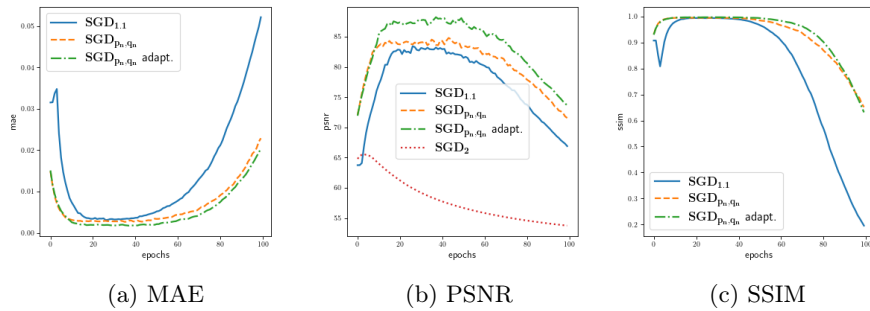 0.05
0.04
0.03
0.02
0.01
0.00
mae
0 20 40 60 80 100
epochs
SGD1.1
SGDpn,qn
SGDpn,qn adapt.
(a) MAE
85
80
75
70
65
60
55
psnr
0 20 40 60 80 100
epochs
SGD1.1
SGDpn,qn
SGDpn,qn adapt.
SGD2
(b) PSNR
1.0
0.9
0.8
0.7
0.6
0.5
0.4
0.3
0.2
ssim
0 20 40 60 80 100
epochs
SGD1.1
SGDpn,qn
SGDpn,qn adapt.
(c) SSIM